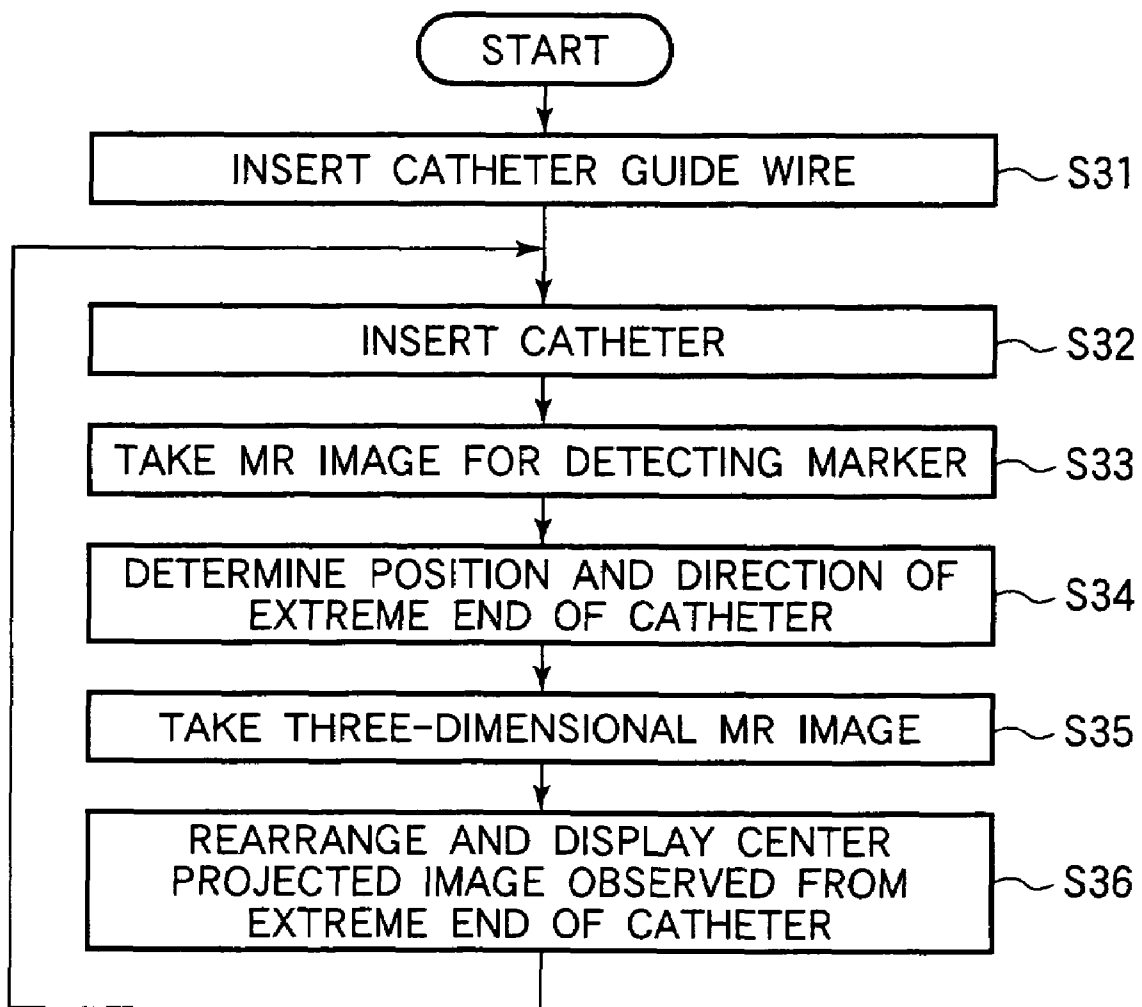 START
INSERT CATHETER GUIDE WIRE
S31
INSERT CATHETER
S32
TAKE MR IMAGE FOR DETECTING MARKER
S33
DETERMINE POSITION AND DIRECTION OF
EXTREME END OF CATHETER
S34
TAKE THREE-DIMENSIONAL MR IMAGE
S35
REARRANGE AND DISPLAY CENTER
PROJECTED IMAGE OBSERVED FROM
EXTREME END OF CATHETER
S36